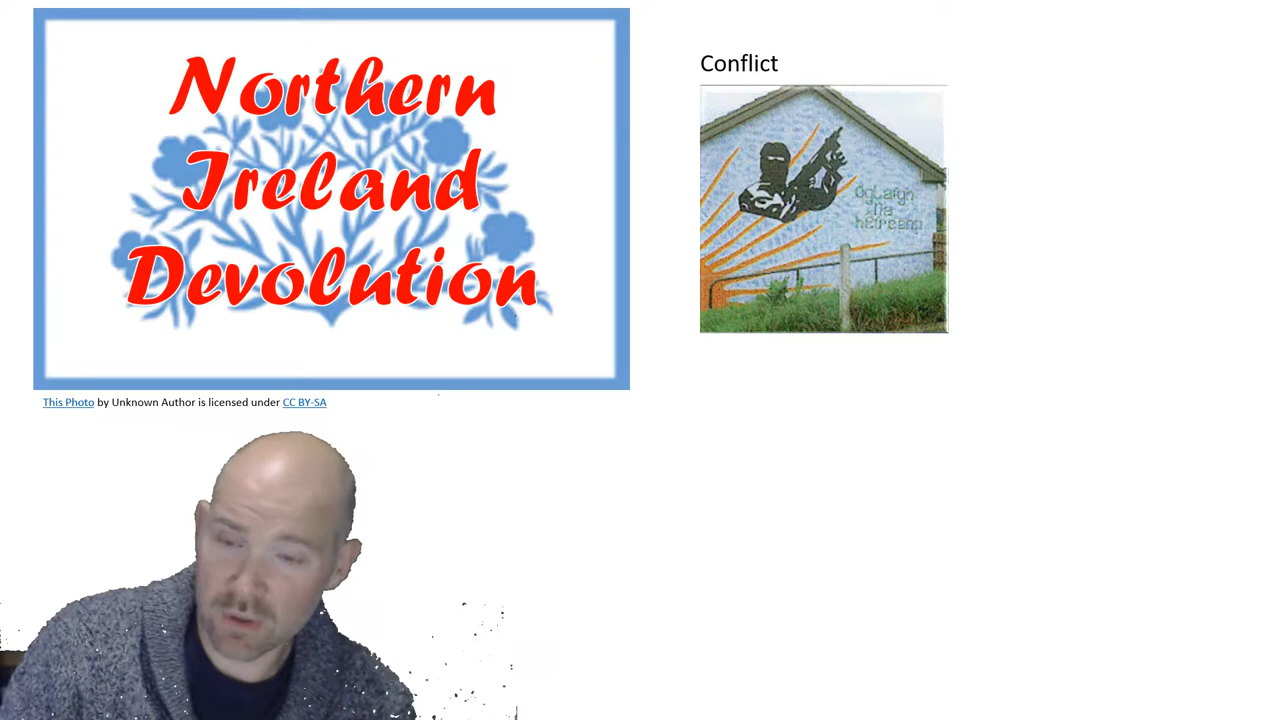 Northern
Ireland
Devolution
This Photo by Unknown Author is licensed under CC BY-SA
Conflict
óglaigh
na
héireann